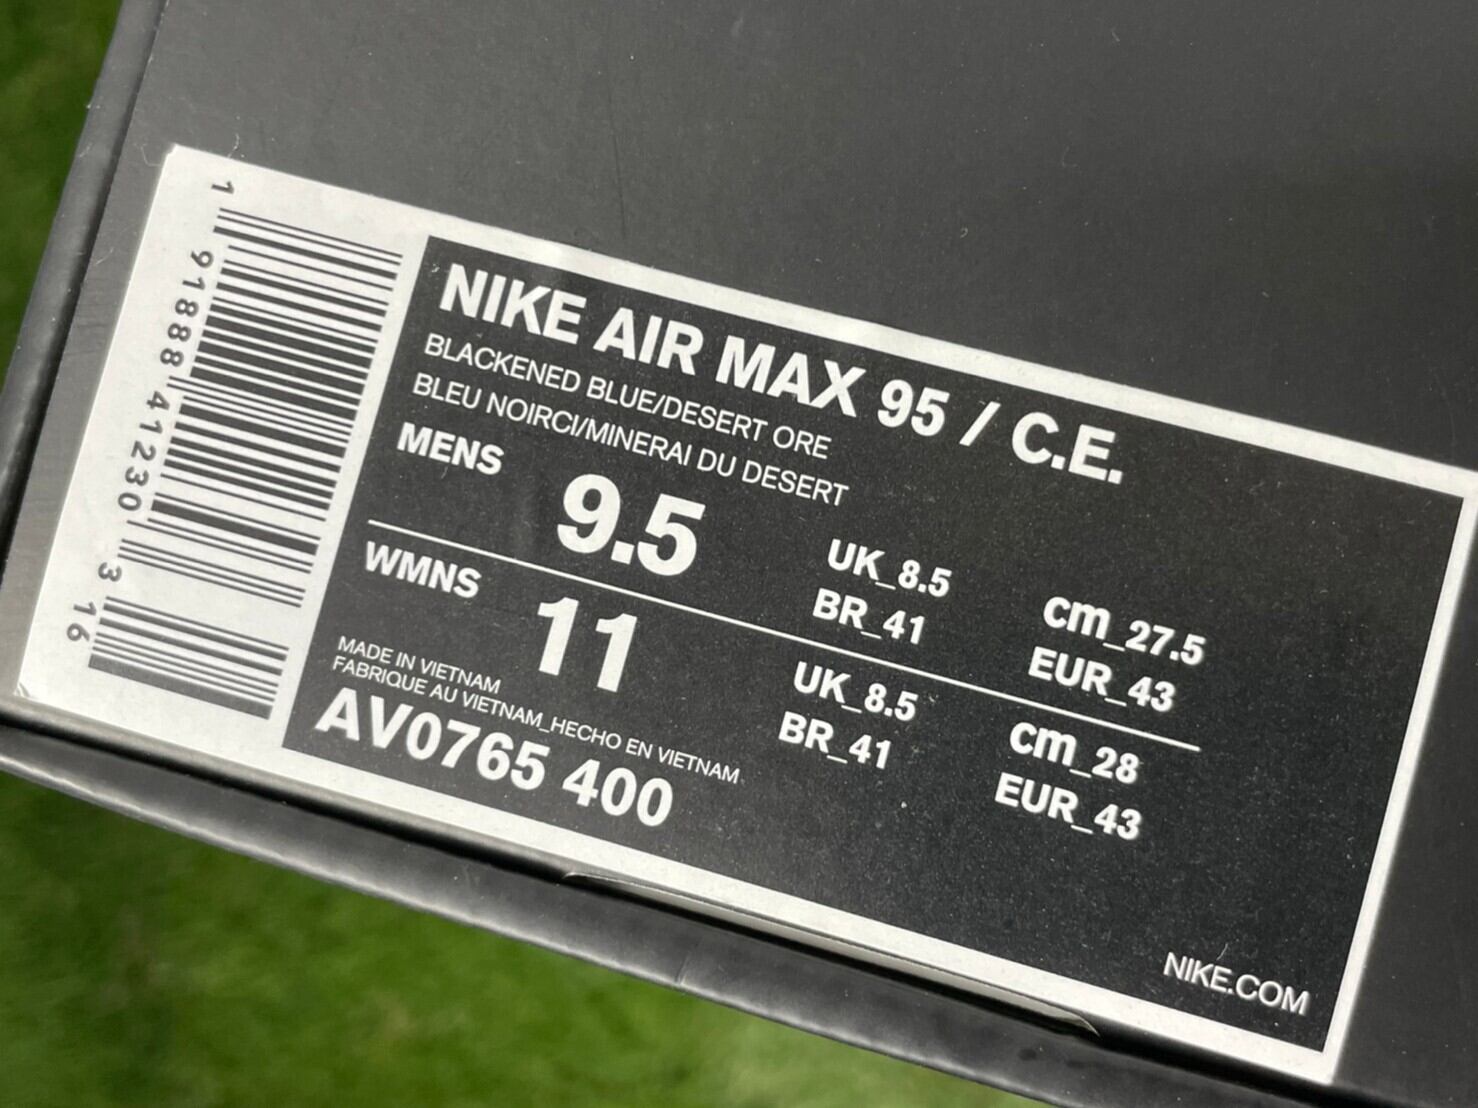 1 91888 41230 3 16
NIKE AIR MAX 95 / C.E.
BLACKENED BLUE/DESERT ORE
BLEU NOIRCI/MINERAI DU DESERT
MENS 9.5 UK_8.5 cm_27.5
BR_41 EUR_43
WMNS 11 UK_8.5 cm_28
BR_41 EUR_43
MADE IN VIETNAM
FABRIQUE AU VIETNAM_HECHO EN VIETNAM
AV0765 400
NIKE.COM